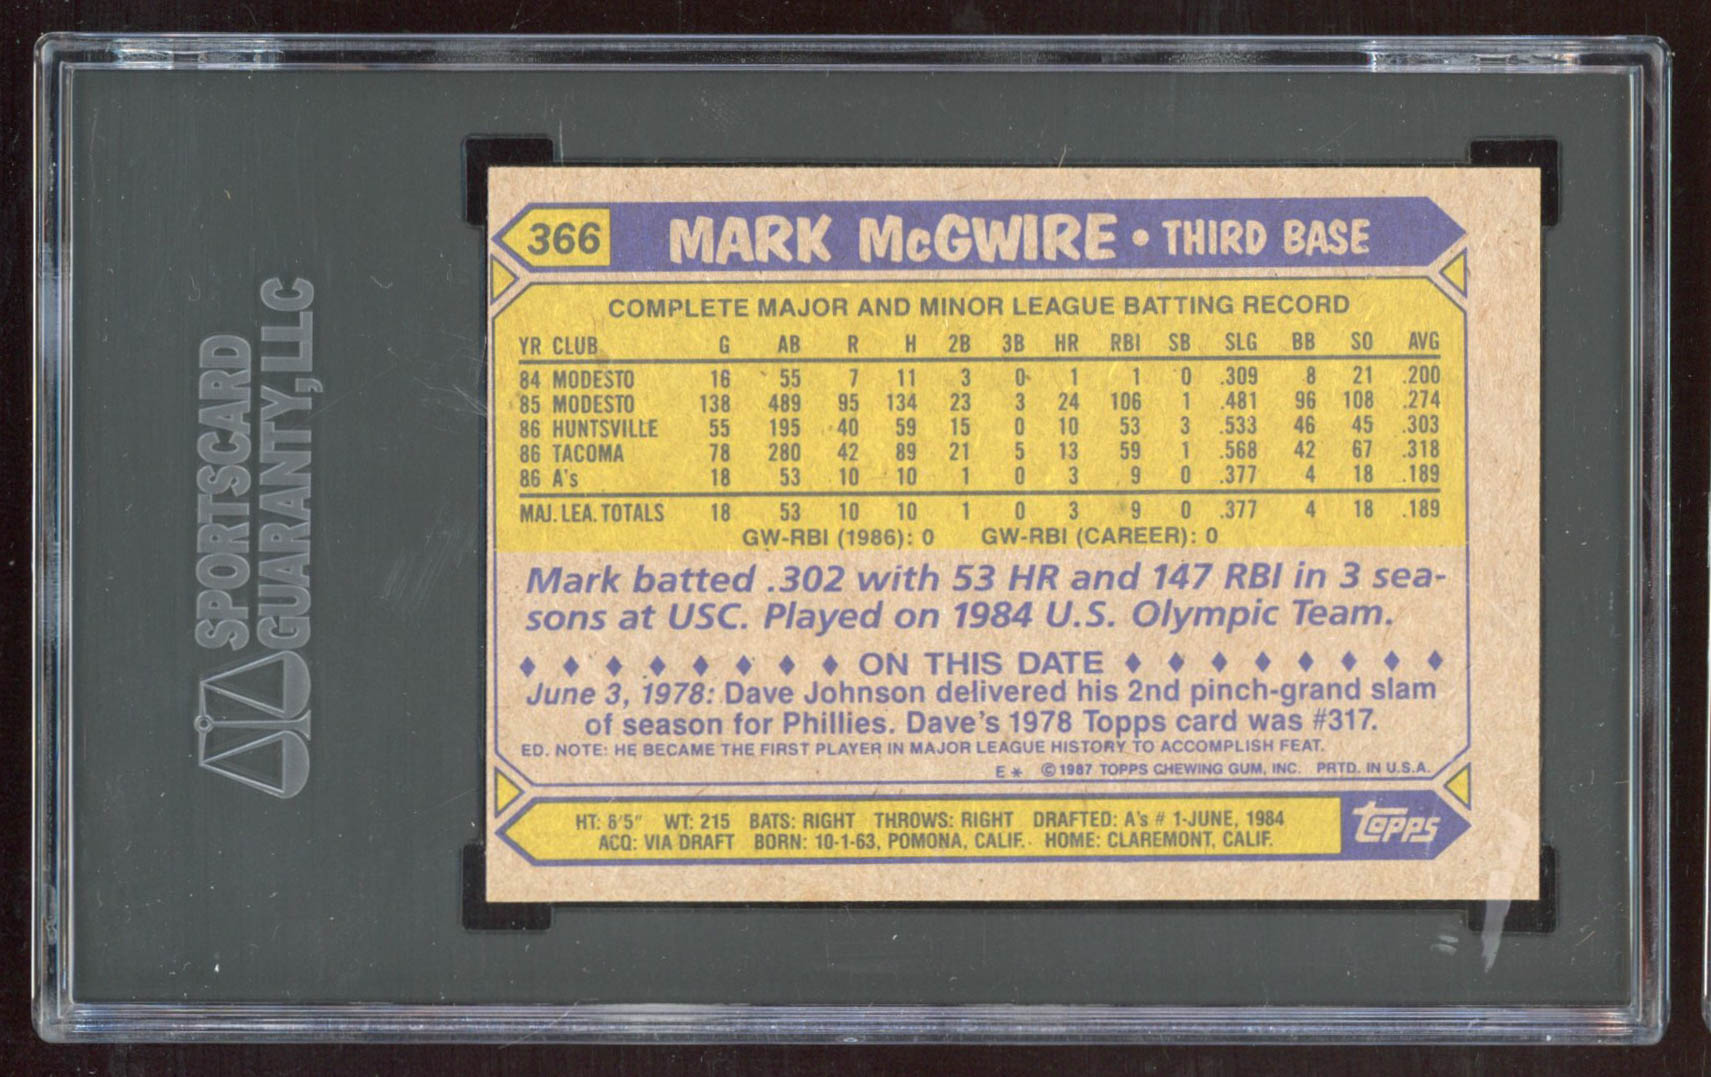 SPORTSCARD
GUARANTY, LLC
366 MARK McGWIRE • THIRD BASE
COMPLETE MAJOR AND MINOR LEAGUE BATTING RECORD
YR CLUB G AB R H 2B 3B HR RBI SB SLG BB SO AVG
84 MODESTO 16 55 7 11 3 0 1 1 0 .309 8 21 .200
85 MODESTO 138 489 95 134 23 3 24 106 1 .481 96 108 .274
86 HUNTSVILLE 55 195 40 59 15 0 10 53 3 .533 46 45 .303
86 TACOMA 78 280 42 89 21 5 13 59 1 .568 42 67 .318
86 A's 18 53 10 10 1 0 3 9 0 .377 4 18 .189
MAJ. LEA. TOTALS 18 53 10 10 1 0 3 9 0 .377 4 18 .189
GW-RBI (1986): 0 GW-RBI (CAREER): 0
Mark batted .302 with 53 HR and 147 RBI in 3 sea-
sons at USC. Played on 1984 U.S. Olympic Team.
♦ ♦ ♦ ♦ ♦ ♦ ♦ ♦ ON THIS DATE ♦ ♦ ♦ ♦ ♦ ♦ ♦ ♦
June 3, 1978: Dave Johnson delivered his 2nd pinch-grand slam
of season for Phillies. Dave's 1978 Topps card was #317.
ED. NOTE: HE BECAME THE FIRST PLAYER IN MAJOR LEAGUE HISTORY TO ACCOMPLISH FEAT.
E * © 1987 TOPPS CHEWING GUM, INC. PRTD. IN U.S.A.
HT: 6'5" WT: 215 BATS: RIGHT THROWS: RIGHT DRAFTED: A's # 1-JUNE, 1984
ACQ: VIA DRAFT BORN: 10-1-63, POMONA, CALIF. HOME: CLAREMONT, CALIF.
topps